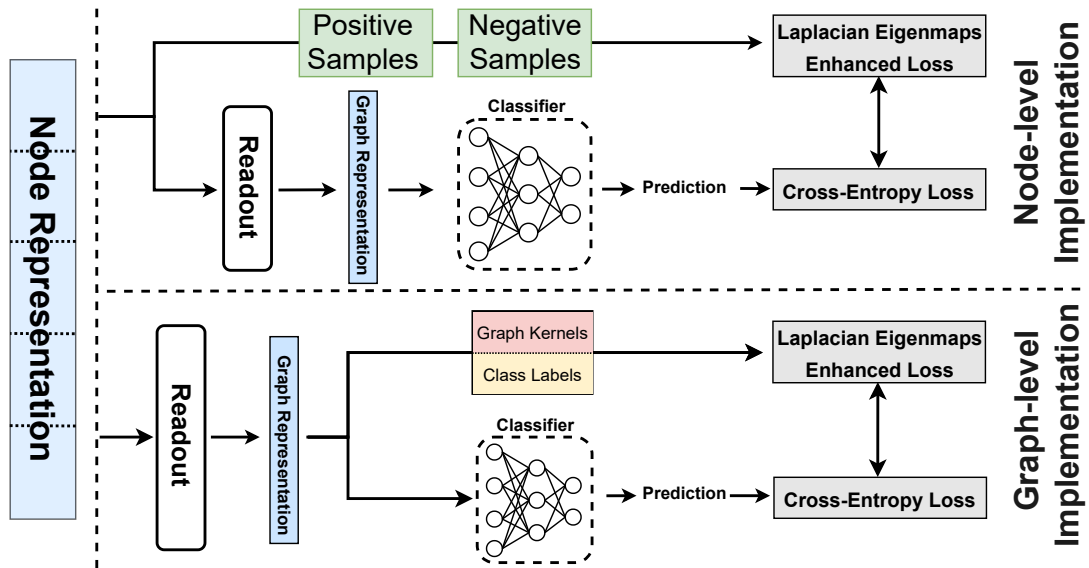 Node Representation
Positive
Samples
Negative
Samples
Laplacian Eigenmaps
Enhanced Loss
Readout
Graph Representation
Classifier
Prediction
Cross-Entropy Loss
Node-level
Implementation
Readout
Graph Representation
Graph Kernels
Class Labels
Laplacian Eigenmaps
Enhanced Loss
Classifier
Prediction
Cross-Entropy Loss
Graph-level
Implementation